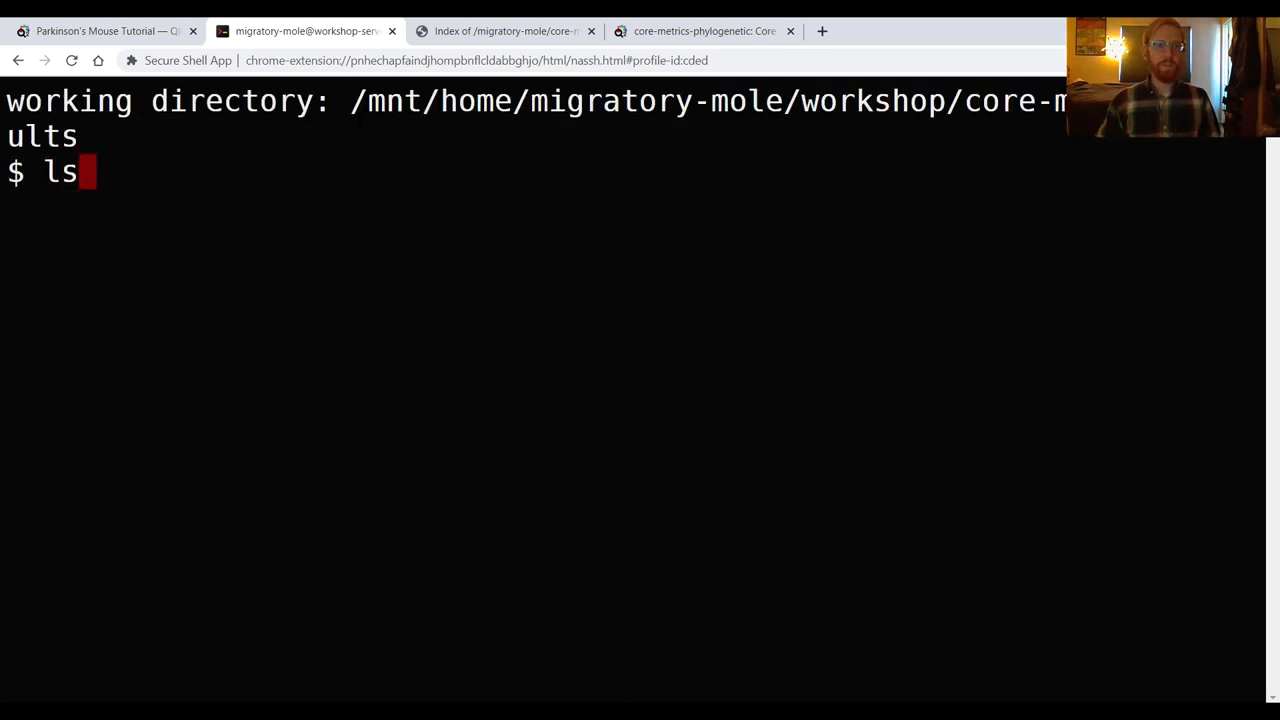 Parkinson's Mouse Tutorial — QI
migratory-mole@workshop-serv
Index of /migratory-mole/core-m
core-metrics-phylogenetic: Core
Secure Shell App
chrome-extension://pnhechapfaindjhompbnflcldabbghjo/html/nassh.html#profile-id:cded
working directory: /mnt/home/migratory-mole/workshop/core-m
ults
$ ls